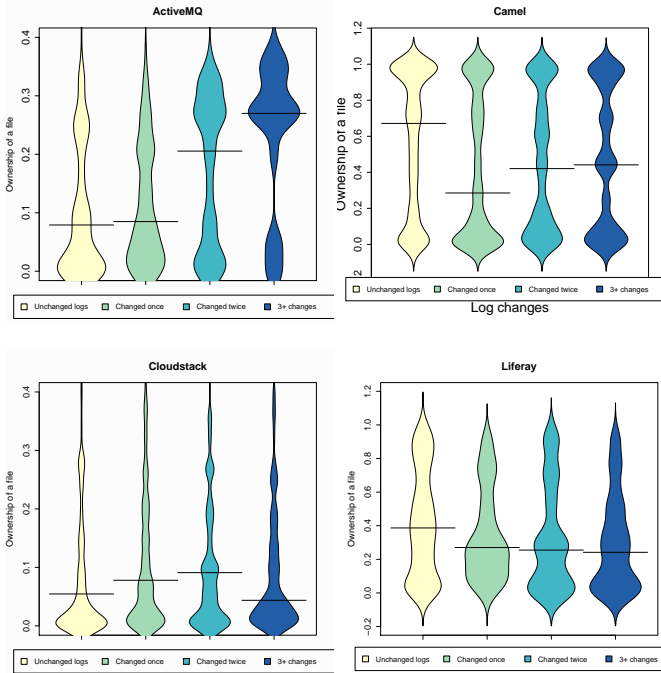 ActiveMQ
Ownership of a file
0.4
0.3
0.2
0.1
0.0
Unchanged logs Changed once Changed twice 3+ changes
Camel
Ownership of a file
1.2
1.0
0.8
0.6
0.4
0.2
0.0
2
Unchanged logs Changed once Changed twice 3+ changes
Log changes
Cloudstack
Ownership of a file
0.4
0.3
0.2
0.1
0.0
Unchanged logs Changed once Changed twice 3+ changes
Liferay
Ownership of a file
1.2
1.0
0.8
0.6
0.4
0.2
0.0
−0.2
Unchanged logs Changed once Changed twice 3+ changes